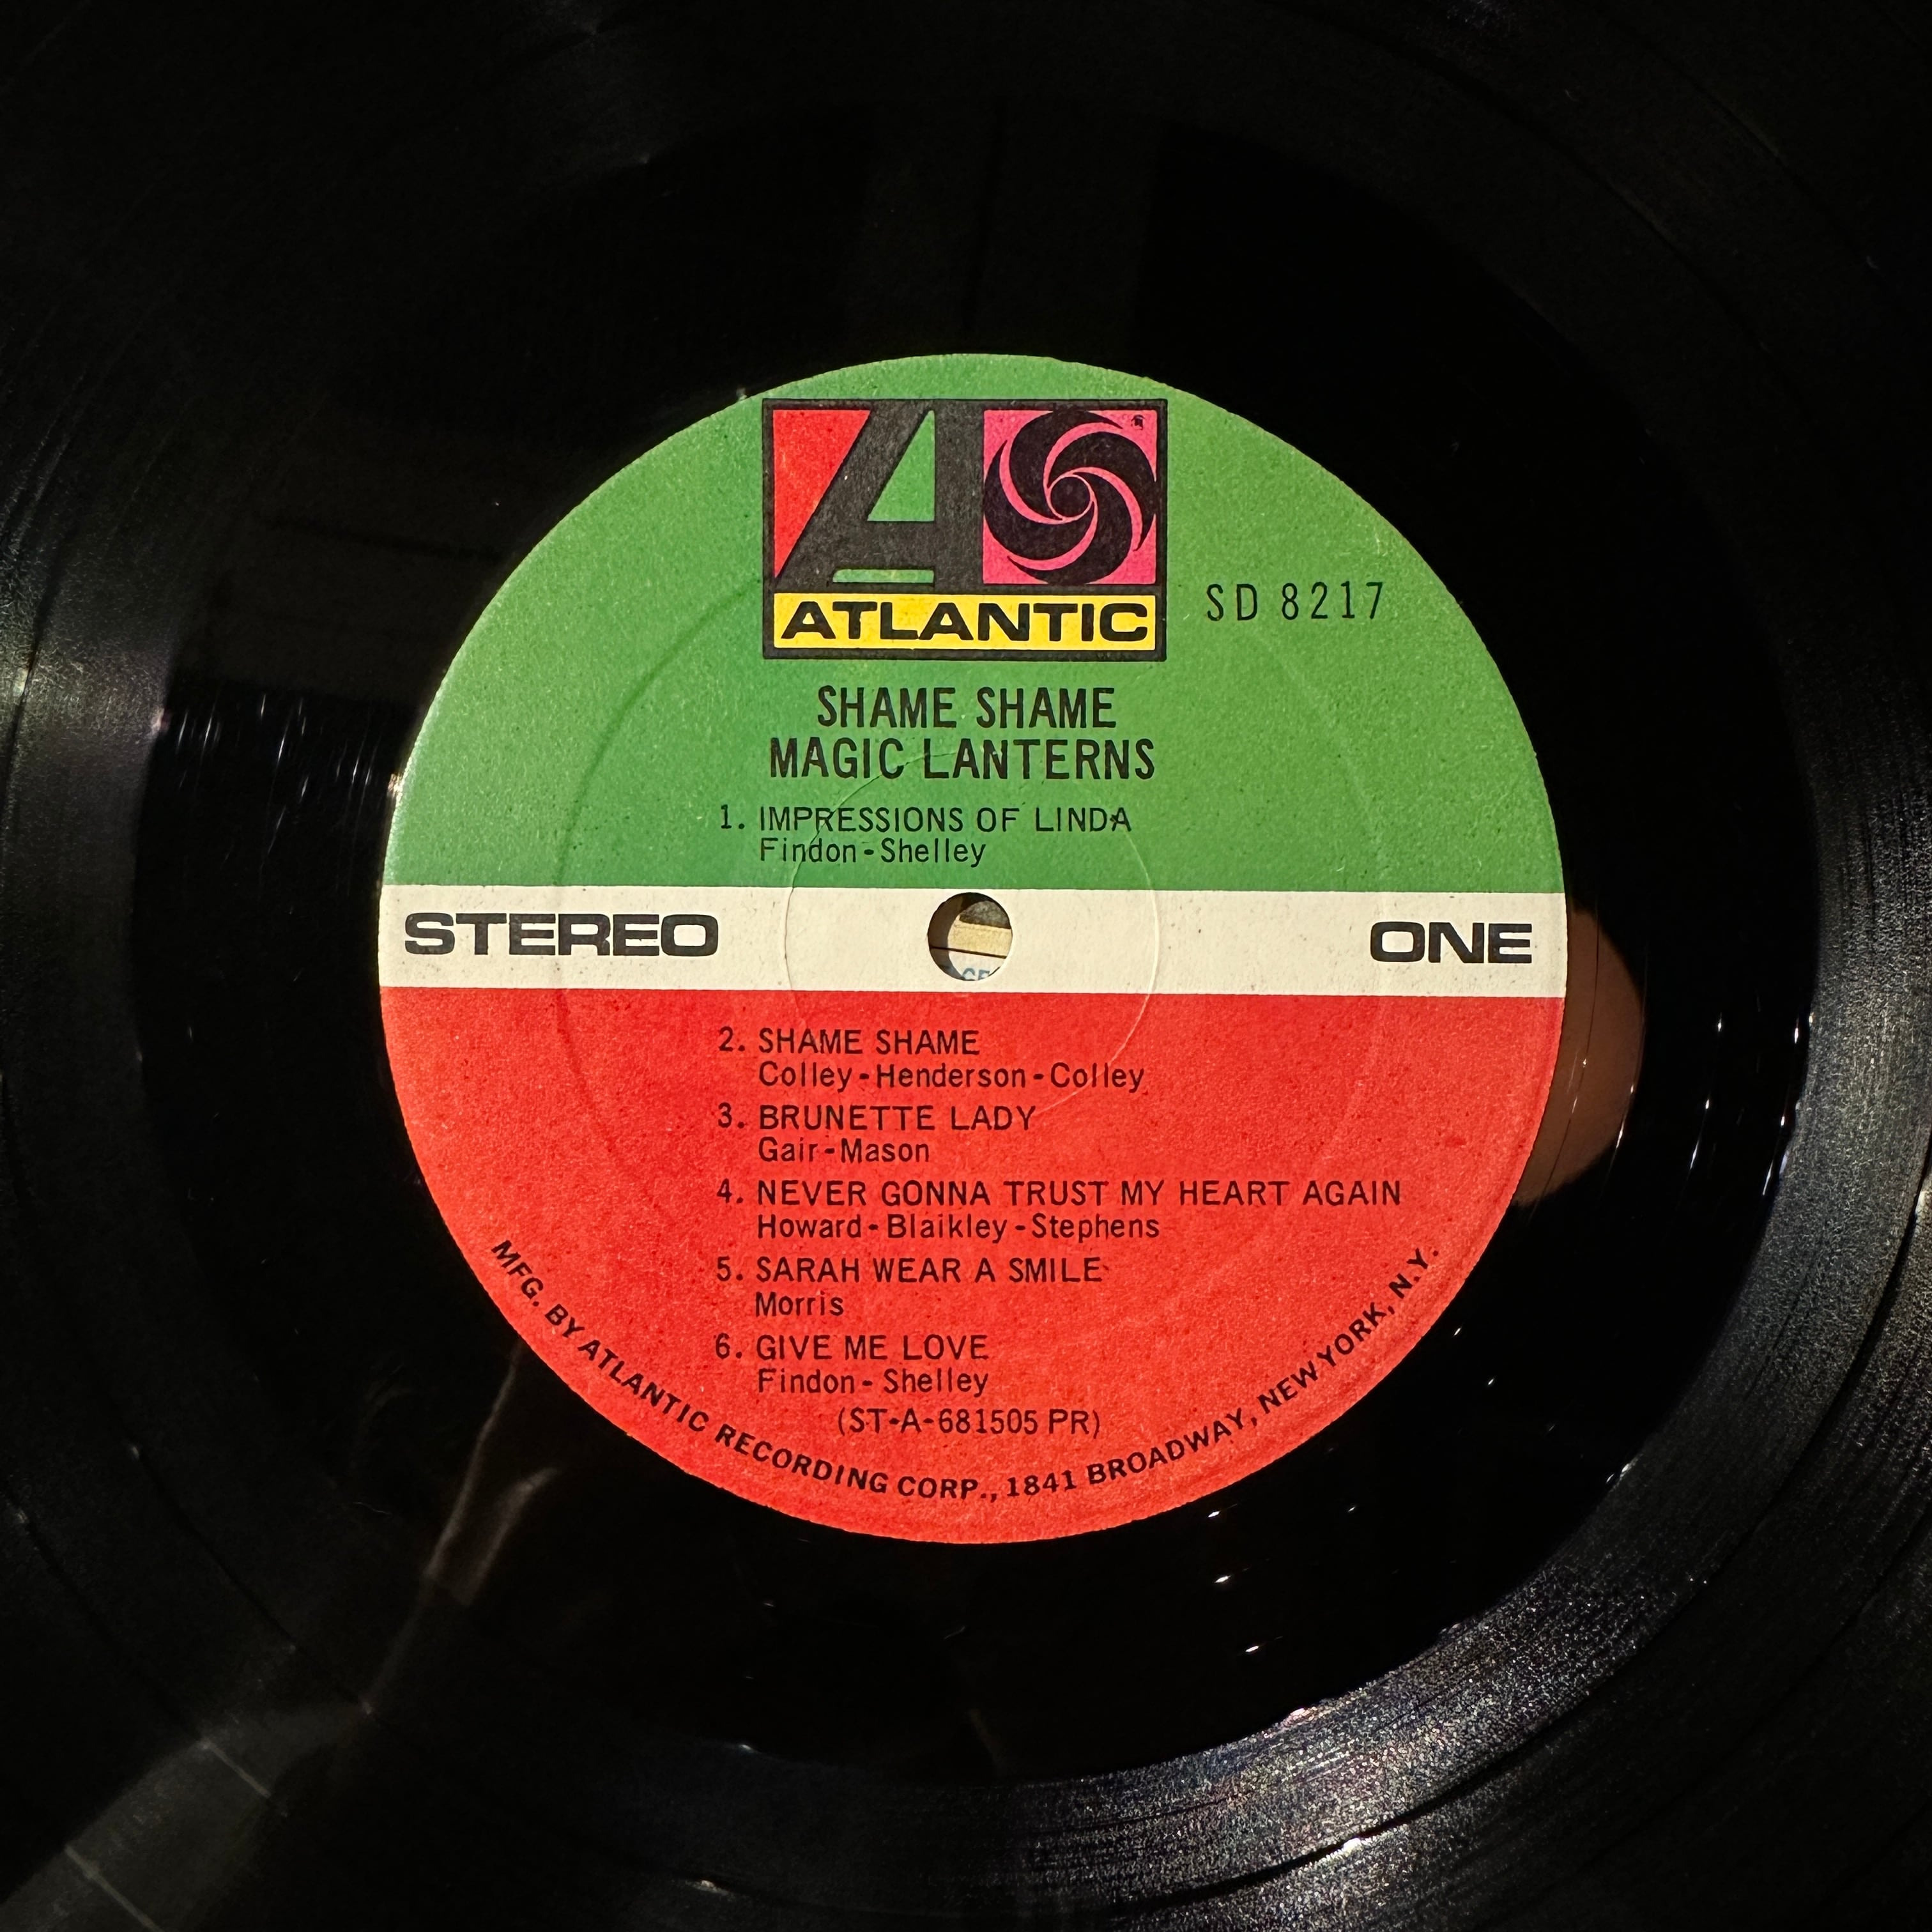 ATLANTIC
SD 8217
SHAME SHAME
MAGIC LANTERNS
1. IMPRESSIONS OF LINDA
Findon-Shelley
STEREO
ONE
2. SHAME SHAME
Colley-Henderson-Colley
3. BRUNETTE LADY
Gair-Mason
4. NEVER GONNA TRUST MY HEART AGAIN
Howard-Blaikley-Stephens
5. SARAH WEAR A SMILE
Morris
6. GIVE ME LOVE
Findon-Shelley
(ST-A-681505 PR)
MFG. BY ATLANTIC RECORDING CORP., 1841 BROADWAY, NEW YORK, N.Y.